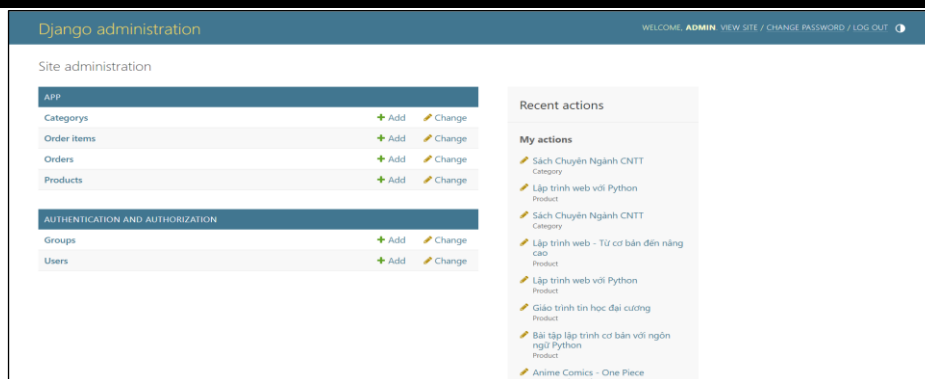 Django administration
WELCOME, ADMIN. VIEW SITE / CHANGE PASSWORD / LOG OUT
Site administration
APP
Categorys + Add Change
Order items + Add Change
Orders + Add Change
Products + Add Change
AUTHENTICATION AND AUTHORIZATION
Groups + Add Change
Users + Add Change
Recent actions
My actions
Sách Chuyên Ngành CNTT
Category
Lập trình web với Python
Product
Sách Chuyên Ngành CNTT
Category
Lập trình web - Từ cơ bản đến nâng
cao
Product
Lập trình web với Python
Product
Giáo trình tin học đại cương
Product
Bài tập lập trình cơ bản với ngôn
ngữ Python
Product
Anime Comics - One Piece